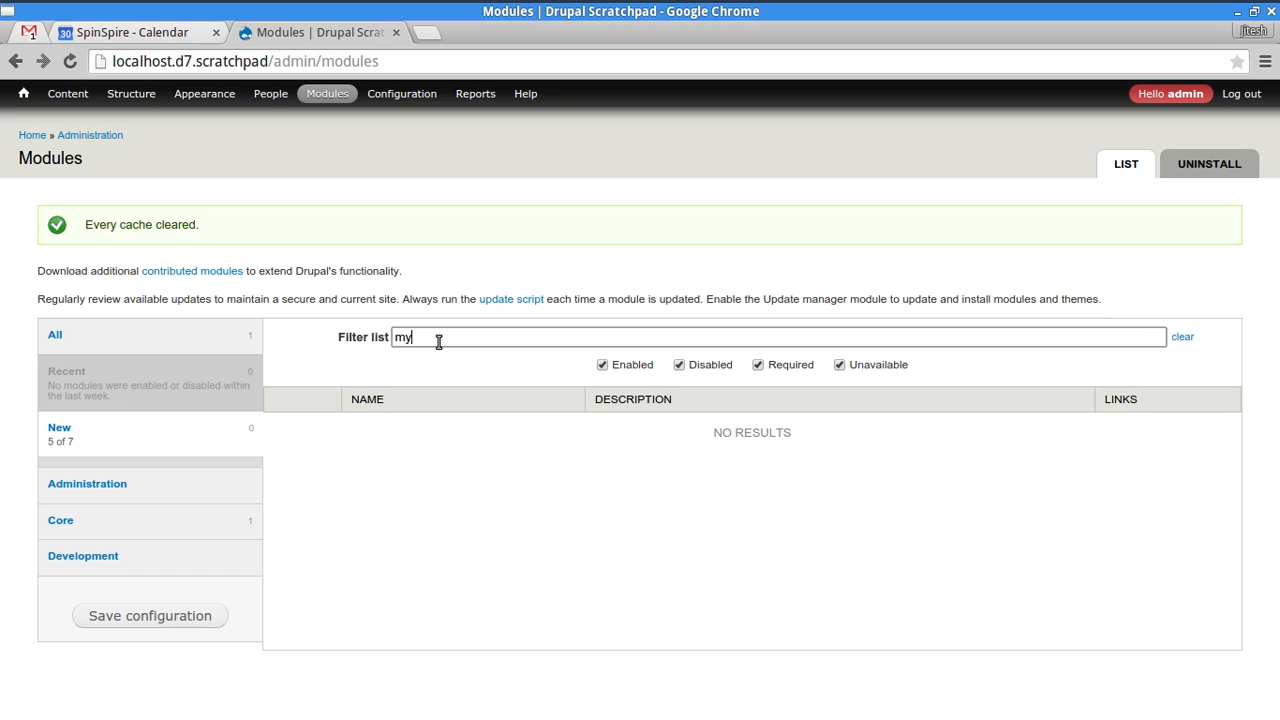 Modules | Drupal Scratchpad - Google Chrome
1
30 SpinSpire - Calendar
Modules | Drupal Scrat
jitesh
localhost.d7.scratchpad/admin/modules
Content Structure Appearance People Modules Configuration Reports Help Hello admin Log out
Home » Administration
Modules
LIST UNINSTALL
Every cache cleared.
Download additional contributed modules to extend Drupal's functionality.
Regularly review available updates to maintain a secure and current site. Always run the update script each time a module is updated. Enable the Update manager module to update and install modules and themes.
All 1
Recent 0
No modules were enabled or disabled within
the last week.
New 0
5 of 7
Administration
Core 1
Development
Save configuration
Filter list my clear
Enabled Disabled Required Unavailable
NAME DESCRIPTION LINKS
NO RESULTS